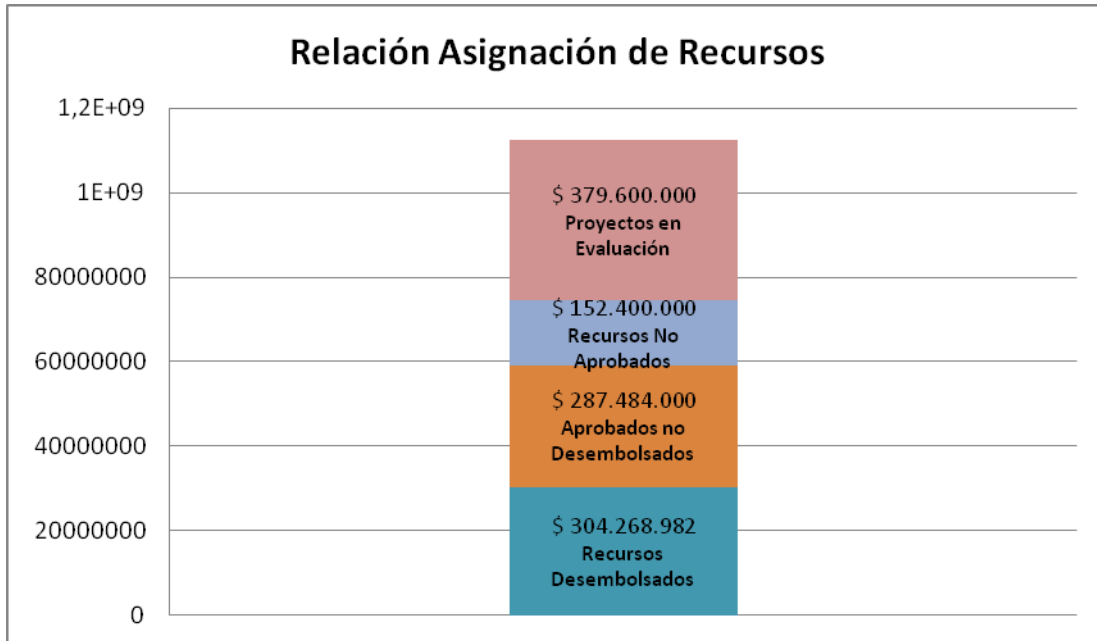 Relación Asignación de Recursos
1,2E+09
1E+09
80000000
60000000
40000000
20000000
0
$ 379.600.000
Proyectos en
Evaluación
$ 152.400.000
Recursos No
Aprobados
$ 287.484.000
Aprobados no
Desembolsados
$ 304.268.982
Recursos
Desembolsados